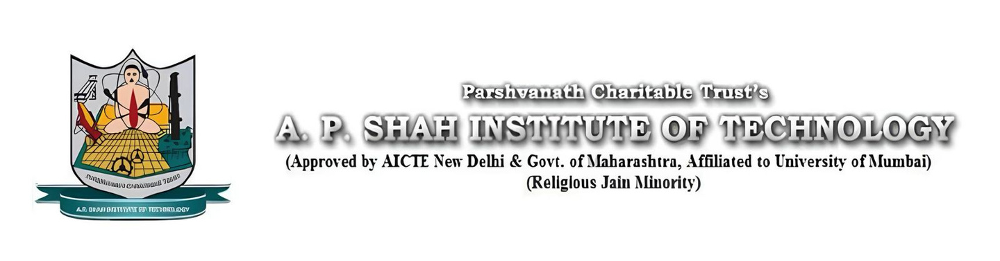 Parshvanath Charitable Trust's
A. P. SHAH INSTITUTE OF TECHNOLOGY
(Approved by AICTE New Delhi & Govt. of Maharashtra, Affiliated to University of Mumbai)
(Religious Jain Minority)
A.P. SHAH INSTITUTE OF TECHNOLOGY